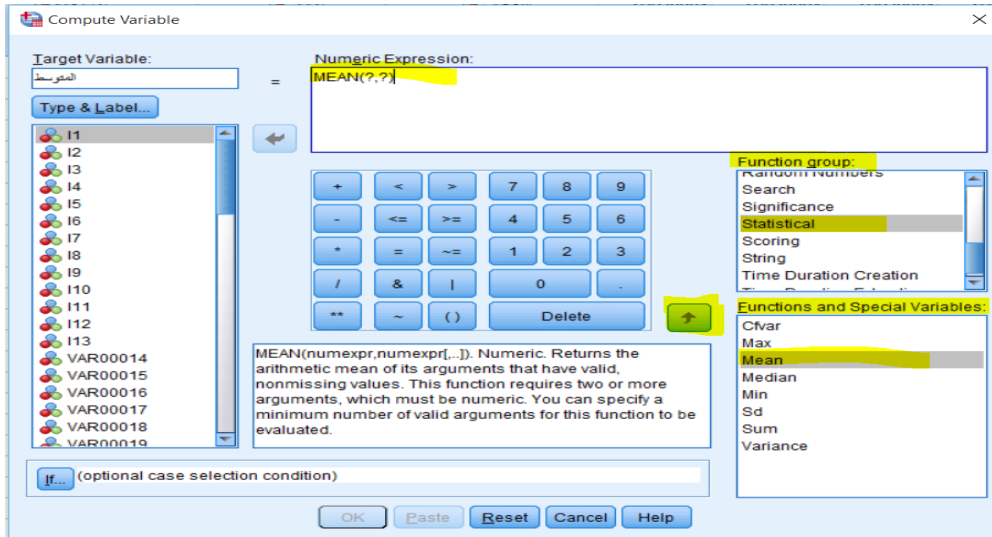 Compute Variable
Target Variable:
المتوسط
=
Numeric Expression:
MEAN(?,?)
Type & Label...
I1
I2
I3
I4
I5
I6
I7
I8
I9
I10
I11
I12
I13
VAR00014
VAR00015
VAR00016
VAR00017
VAR00018
VAR00019
+ < > 7 8 9
- <= >= 4 5 6
* = ~= 1 2 3
/ & | 0 .
** ~ ( ) Delete
Function group:
Random Numbers
Search
Significance
Statistical
Scoring
String
Time Duration Creation
Functions and Special Variables:
Cfvar
Max
Mean
Median
Min
Sd
Sum
Variance
MEAN(numexpr,numexpr[,..]). Numeric. Returns the
arithmetic mean of its arguments that have valid,
nonmissing values. This function requires two or more
arguments, which must be numeric. You can specify a
minimum number of valid arguments for this function to be
evaluated.
If... (optional case selection condition)
OK Paste Reset Cancel Help